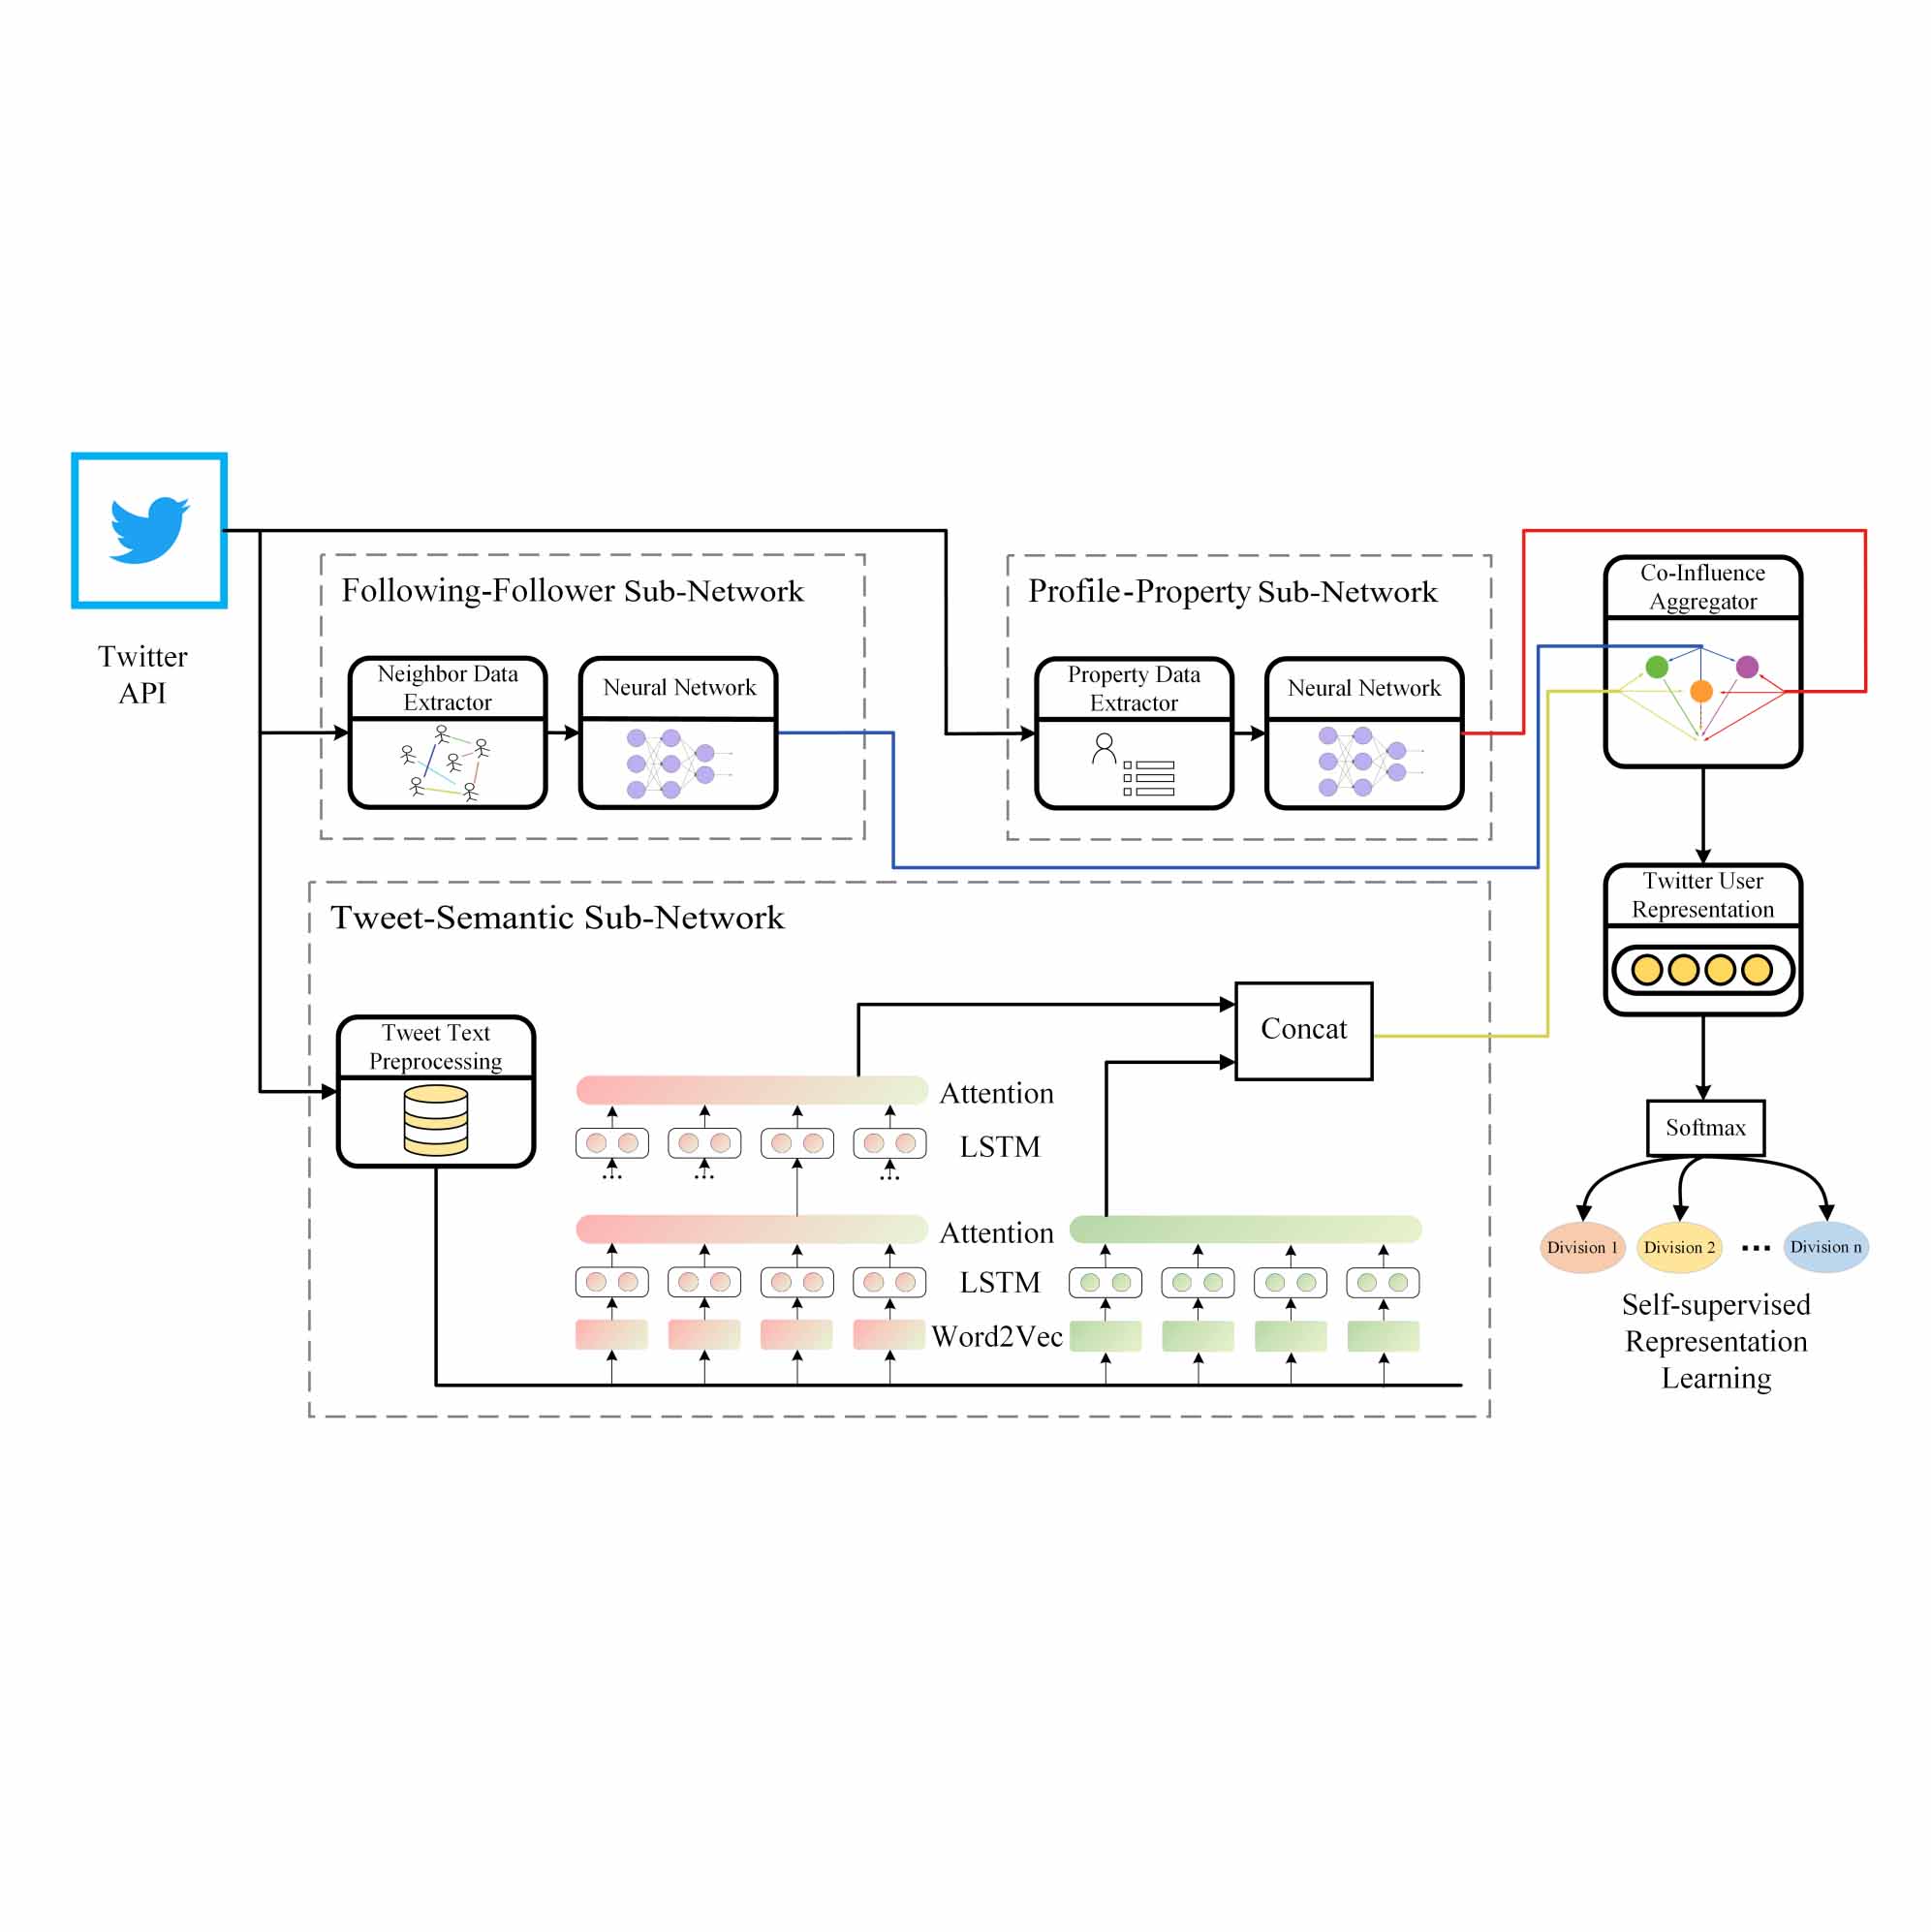 Twitter
API
Following-Follower Sub-Network
Neighbor Data
Extractor
Neural Network
Profile-Property Sub-Network
Property Data
Extractor
Neural Network
Co-Influence
Aggregator
Twitter User
Representation
Softmax
Division 1
Division 2
...
Division n
Self-supervised
Representation
Learning
Tweet-Semantic Sub-Network
Tweet Text
Preprocessing
Concat
Attention
LSTM
... ... ...
Attention
LSTM
Word2Vec